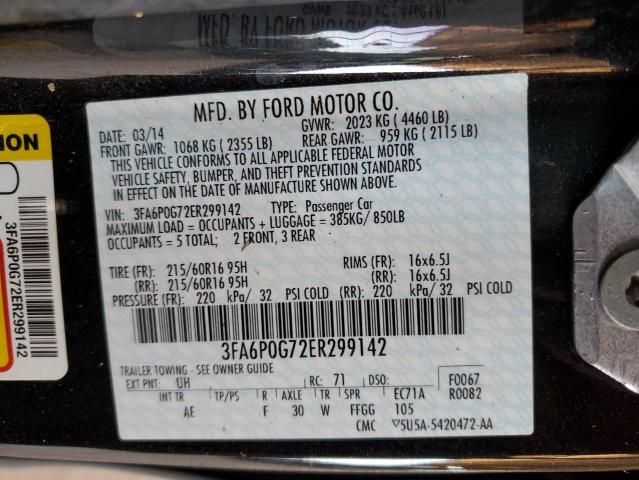 MFD. BY FORD MOTOR CO.
DATE: 03/14
GVWR: 2023 KG ( 4460 LB)
FRONT GAWR: 1068 KG ( 2355 LB)
REAR GAWR: 959 KG ( 2115 LB)
THIS VEHICLE CONFORMS TO ALL APPLICABLE FEDERAL MOTOR
VEHICLE SAFETY, BUMPER, AND THEFT PREVENTION STANDARDS
IN EFFECT ON THE DATE OF MANUFACTURE SHOWN ABOVE.
VIN: 3FA6P0G72ER299142 TYPE: Passenger Car
MAXIMUM LOAD = OCCUPANTS + LUGGAGE = 385KG/ 850LB
OCCUPANTS = 5 TOTAL; 2 FRONT, 3 REAR
TIRE (FR): 215/60R16 95H RIMS (FR): 16x6.5J
(RR): 215/60R16 95H (RR): 16x6.5J
PRESSURE (FR): 220 kPa/ 32 PSI COLD (RR): 220 kPa/ 32 PSI COLD
3FA6P0G72ER299142
TRAILER TOWING - SEE OWNER GUIDE
EXT PNT: UH RC: 71 DSO: F0067
INT TR TP/PS R AXLE TR SPR EC71A R0082
AE F 30 W FFGG 105
CMC ▽5U5A-5420472-AA
ION
3FA6P0G72ER299142